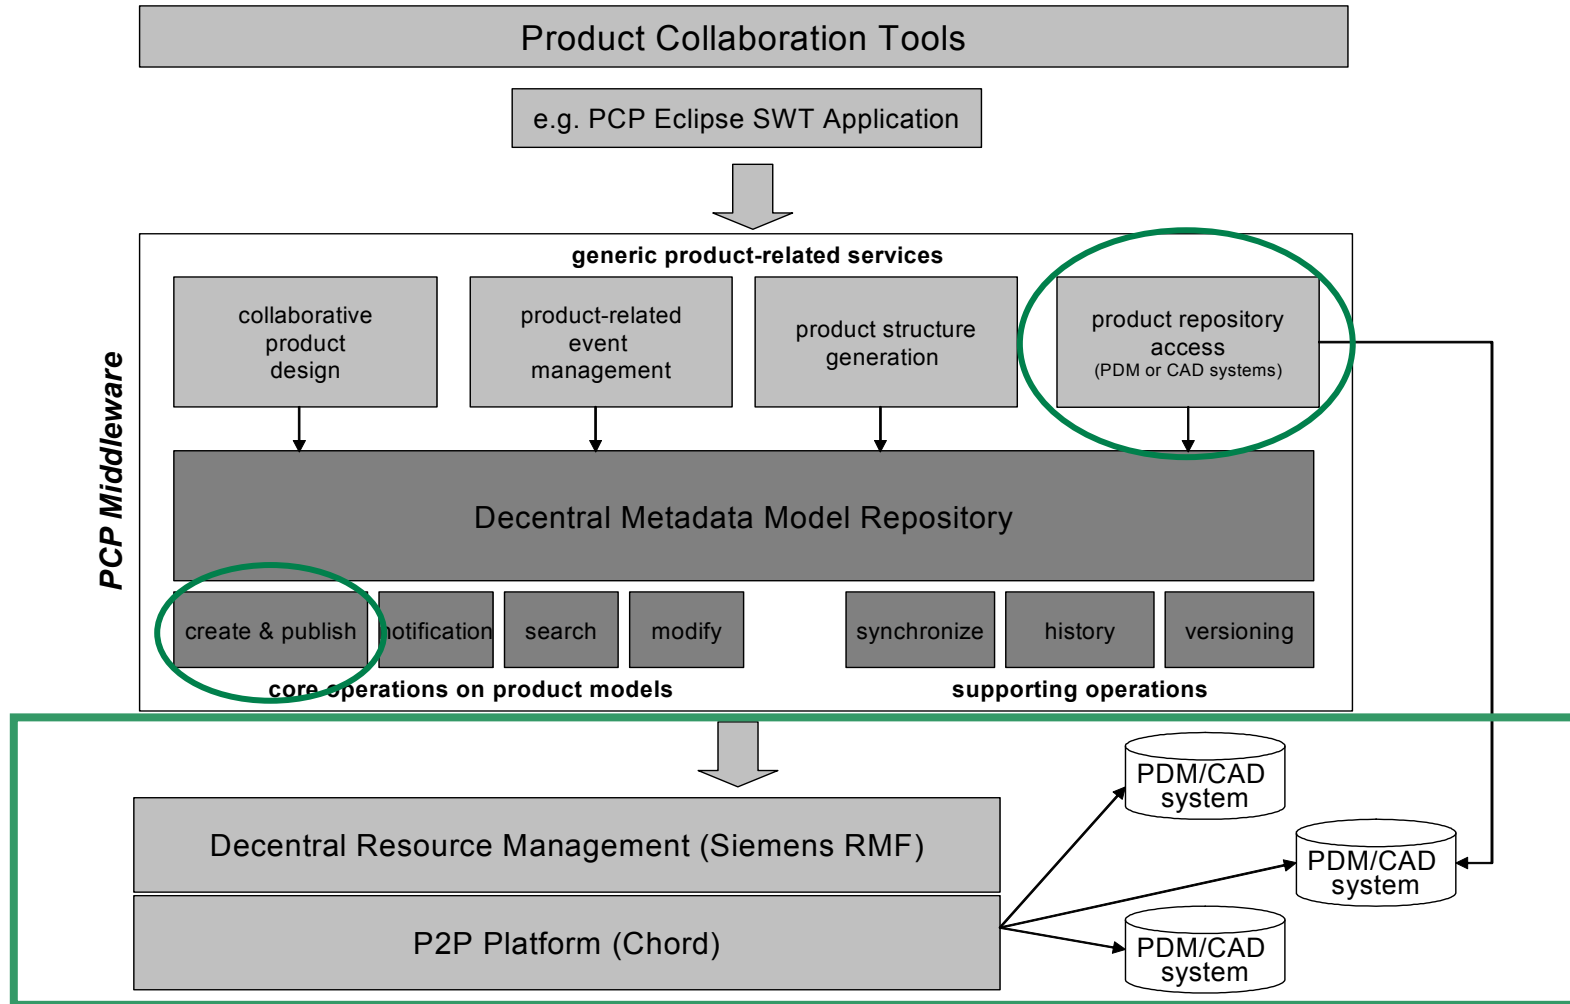 Product Collaboration Tools
e.g. PCP Eclipse SWT Application
generic product-related services
collaborative
product
design
product-related
event
management
product structure
generation
product repository
access
(PDM or CAD systems)
PCP Middleware
Decentral Metadata Model Repository
create & publish
notification
search
modify
synchronize
history
versioning
core operations on product models
supporting operations
PDM/CAD
system
Decentral Resource Management (Siemens RMF)
PDM/CAD
system
P2P Platform (Chord)
PDM/CAD
system